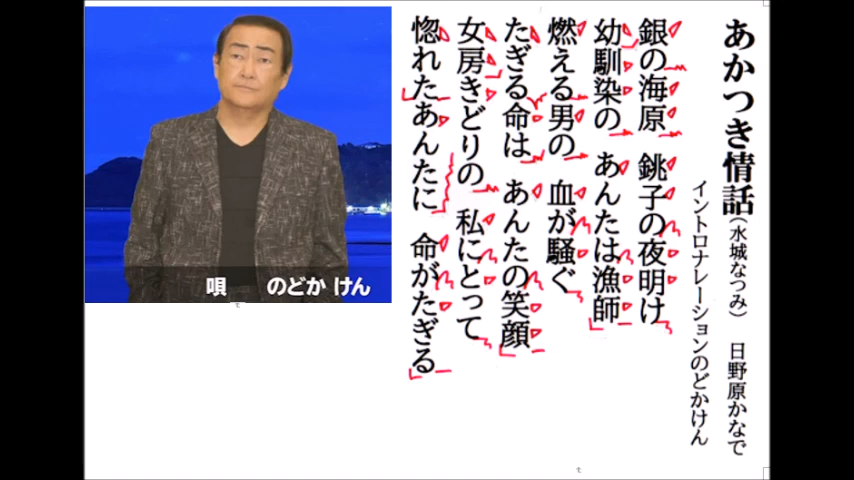 あかつき情話(水城なつみ) 日野原かなで
イントロナレーションのどかけん
銀の海原 銚子の夜明け
幼馴染の あんたは漁師
燃える男の 血が騒ぐ
たぎる命は あんたの笑顔
女房きどりの 私にとって
惚れたあんたに 命がたぎる
唄 のどか けん